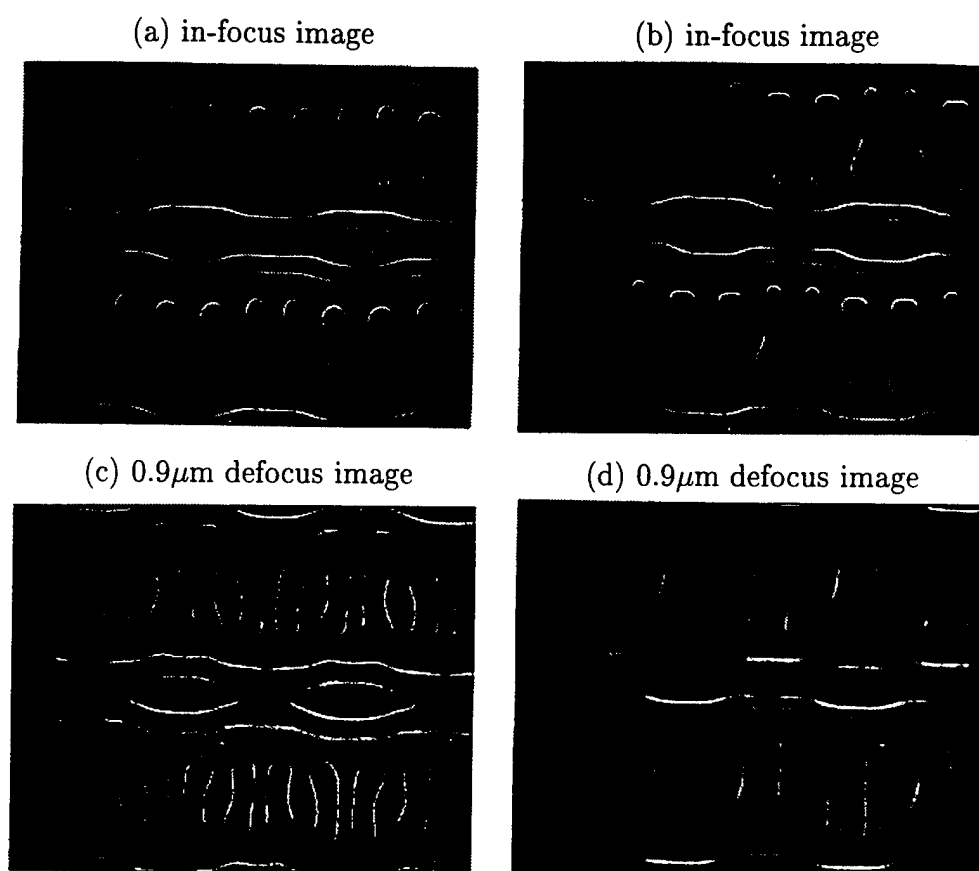 (a) in-focus image
(b) in-focus image
(c) 0.9μm defocus image
(d) 0.9μm defocus image